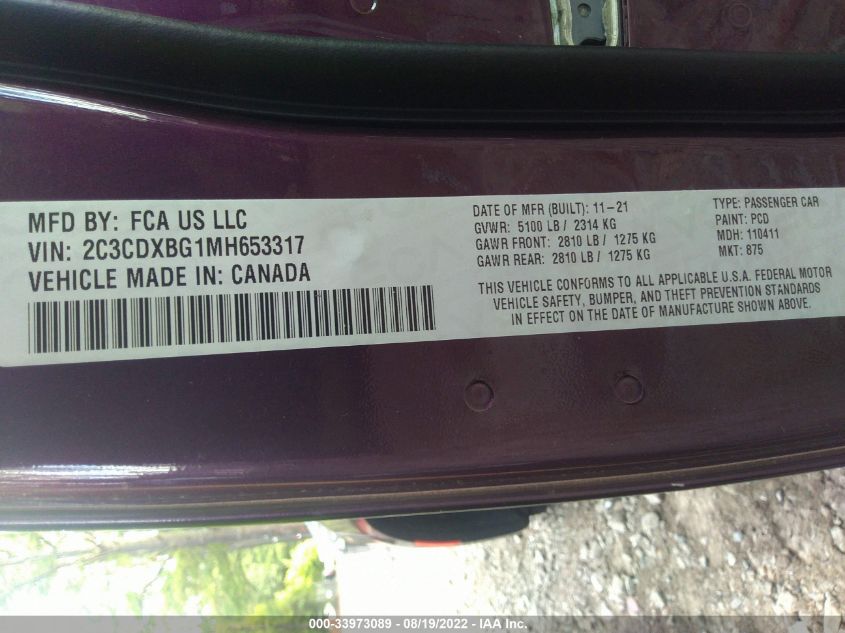 MFD BY: FCA US LLC
VIN: 2C3CDXBG1MH653317
VEHICLE MADE IN: CANADA
DATE OF MFR (BUILT): 11-21
GVWR: 5100 LB / 2314 KG
GAWR FRONT: 2810 LB / 1275 KG
GAWR REAR: 2810 LB / 1275 KG
TYPE: PASSENGER CAR
PAINT: PCD
MDH: 110411
MKT: 875
THIS VEHICLE CONFORMS TO ALL APPLICABLE U.S.A. FEDERAL MOTOR
VEHICLE SAFETY, BUMPER, AND THEFT PREVENTION STANDARDS
IN EFFECT ON THE DATE OF MANUFACTURE SHOWN ABOVE.
000-33973089 - 08/19/2022 - IAA Inc.